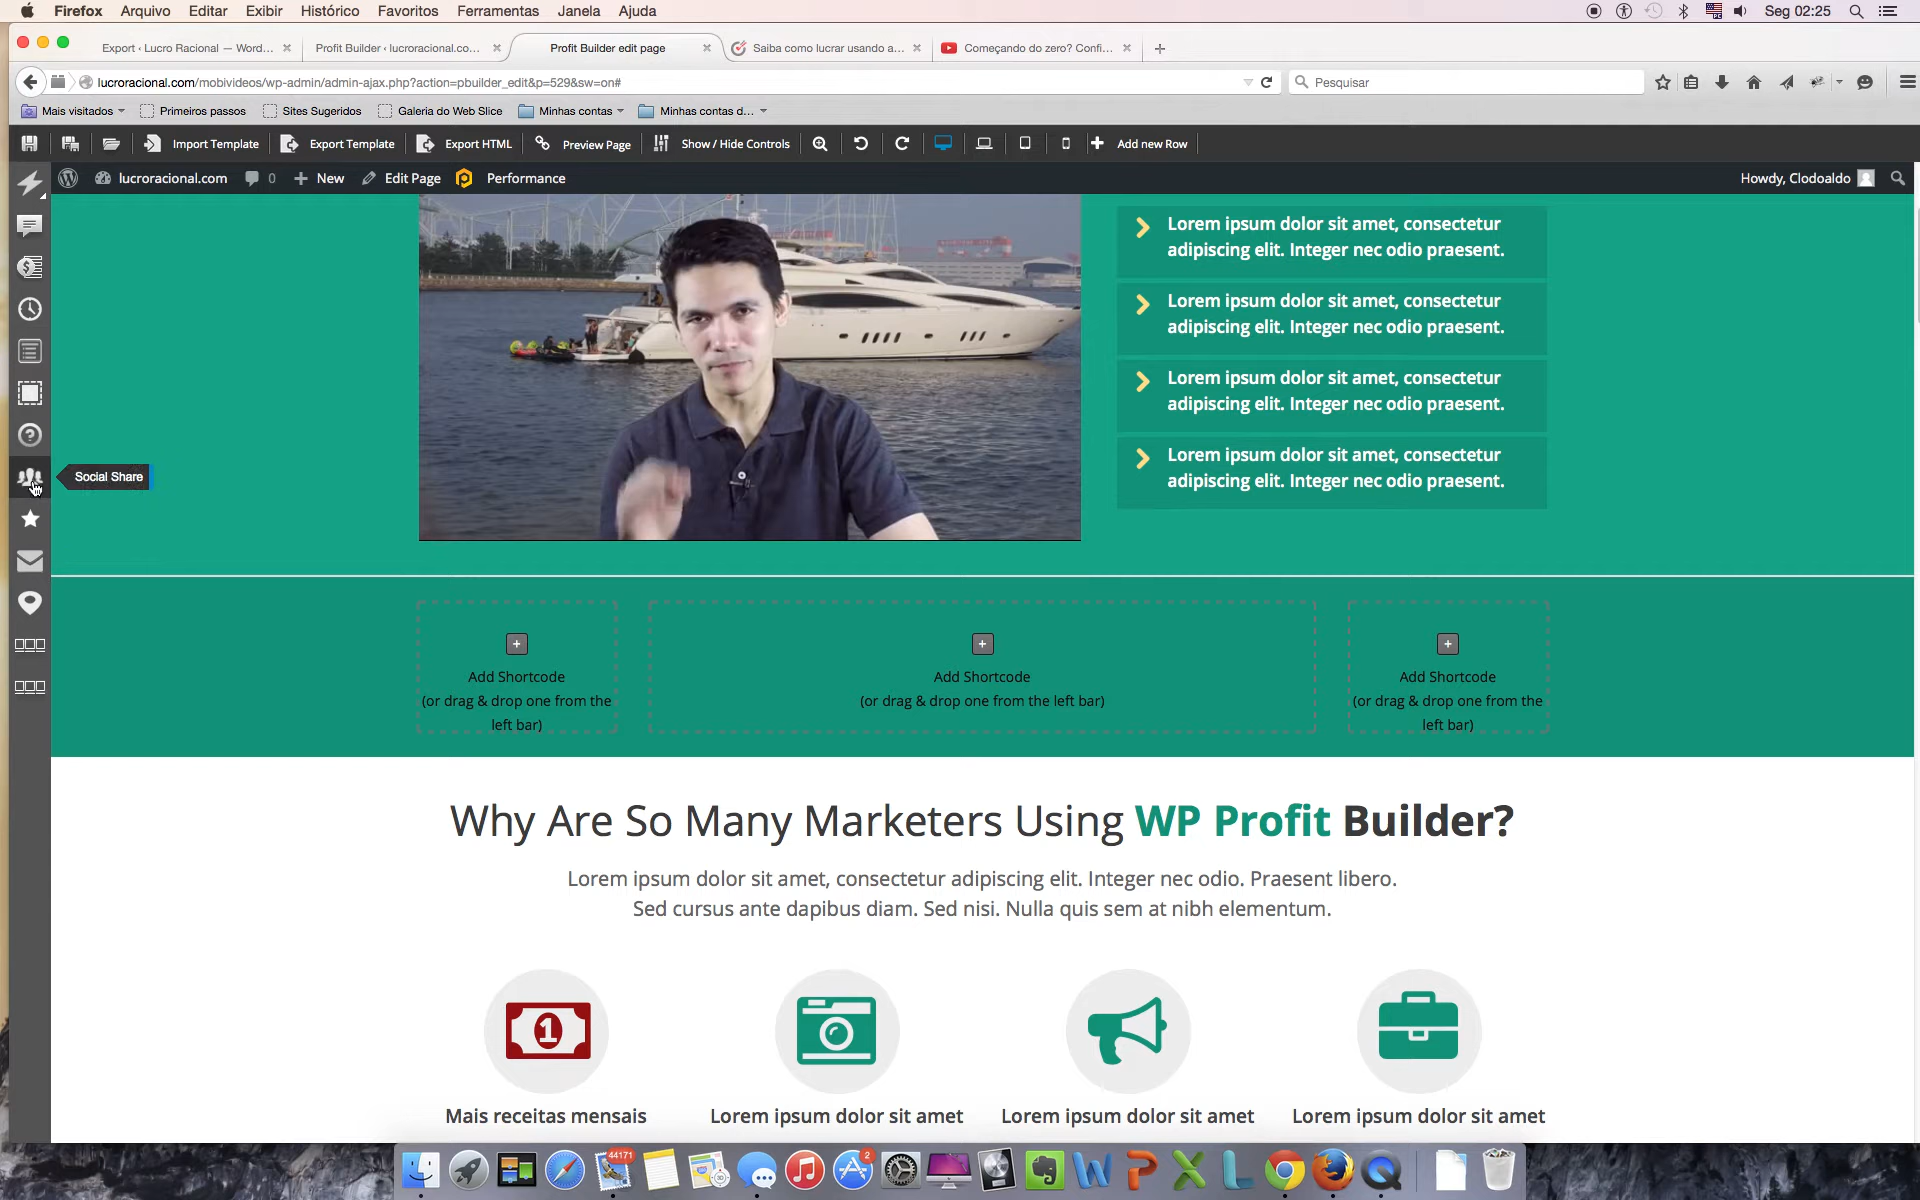 Firefox Arquivo Editar Exibir Histórico Favoritos Ferramentas Janela Ajuda Seg 02:25
Export ‹ Lucro Racional — Word...
Profit Builder ‹ lucroracional.co...
Profit Builder edit page
Saiba como lucrar usando a...
Começando do zero? Confi...
lucroracional.com/mobivideos/wp-admin/admin-ajax.php?action=pbuilder_edit&p=529&sw=on#
Pesquisar
Mais visitados Primeiros passos Sites Sugeridos Galeria do Web Slice Minhas contas Minhas contas d...
Import Template Export Template Export HTML Preview Page Show / Hide Controls Add new Row
lucroracional.com 0 New Edit Page Performance Howdy, Clodoaldo
Lorem ipsum dolor sit amet, consectetur
adipiscing elit. Integer nec odio praesent.
Lorem ipsum dolor sit amet, consectetur
adipiscing elit. Integer nec odio praesent.
Lorem ipsum dolor sit amet, consectetur
adipiscing elit. Integer nec odio praesent.
Lorem ipsum dolor sit amet, consectetur
adipiscing elit. Integer nec odio praesent.
Social Share
Add Shortcode
(or drag & drop one from the
left bar)
Add Shortcode
(or drag & drop one from the left bar)
Add Shortcode
(or drag & drop one from the
left bar)
Why Are So Many Marketers Using WP Profit Builder?
Lorem ipsum dolor sit amet, consectetur adipiscing elit. Integer nec odio. Praesent libero.
Sed cursus ante dapibus diam. Sed nisi. Nulla quis sem at nibh elementum.
1
Mais receitas mensais
Lorem ipsum dolor sit amet
Lorem ipsum dolor sit amet
Lorem ipsum dolor sit amet
44171
2